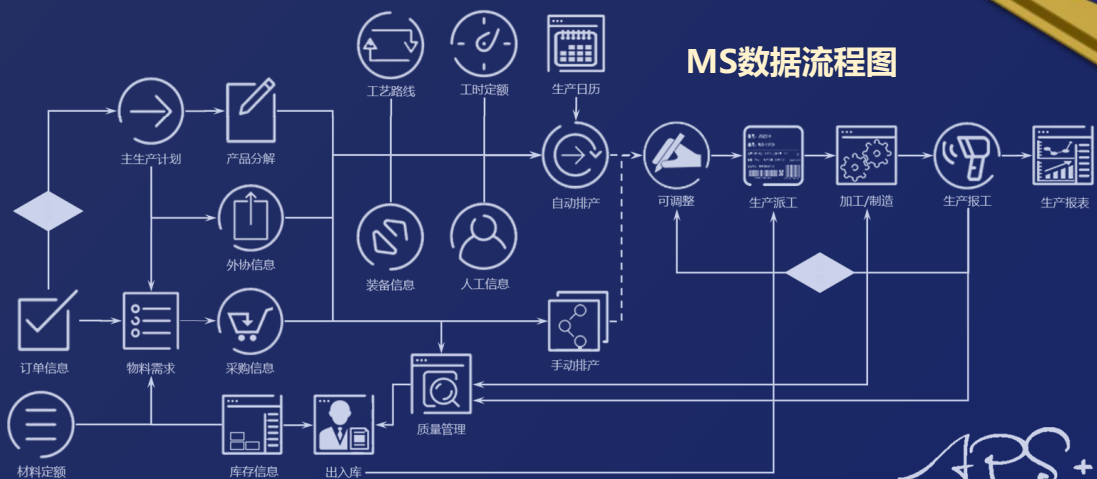 MS数据流程图
工艺路线
工时定额
生产日历
主生产计划
产品分解
自动排产
可调整
生产派工
加工/制造
生产报工
生产报表
外协信息
装备信息
人工信息
订单信息
物料需求
采购信息
手动排产
质量管理
材料定额
库存信息
出入库
APS+